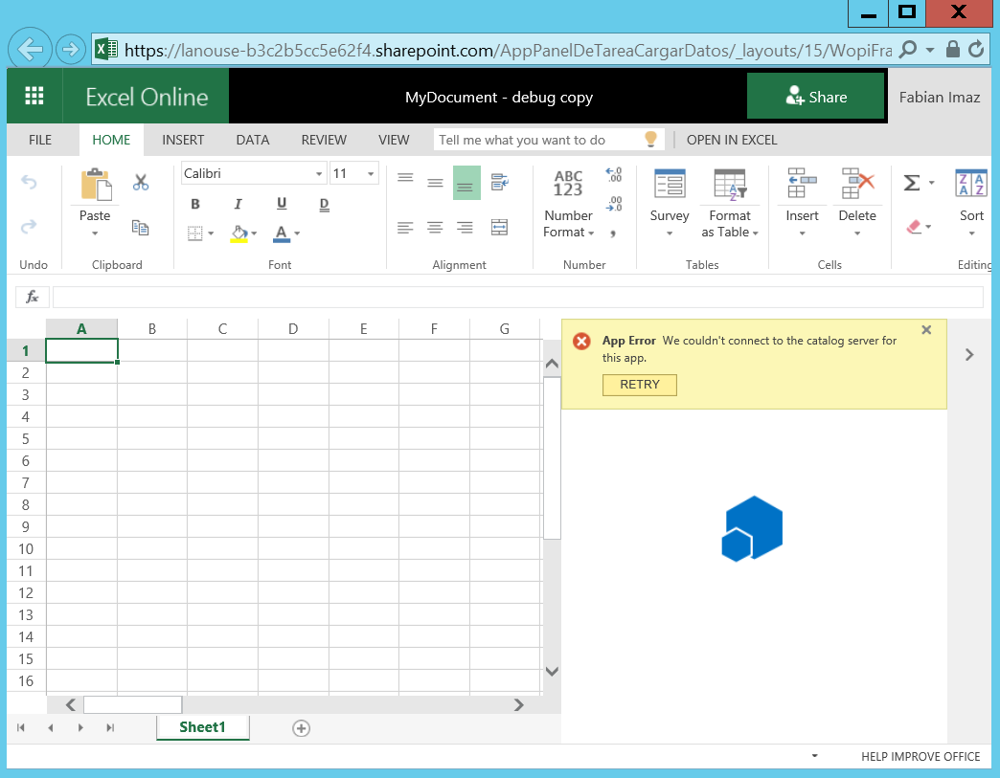 https://lanouse-b3c2b5cc5e62f4.sharepoint.com/AppPanelDeTareaCargarDatos/_layouts/15/WopiFra
Excel Online
MyDocument - debug copy
Share
Fabian Imaz
FILE HOME INSERT DATA REVIEW VIEW Tell me what you want to do OPEN IN EXCEL
Calibri 11
ABC
123
Paste
B I U D
Number
Format
Survey
Format
as Table
Insert
Delete
Sort
A
Undo Clipboard Font Alignment Number Tables Cells Editing
fx
A B C D E F G
1
2
3
4
5
6
7
8
9
10
11
12
13
14
15
16
App Error We couldn't connect to the catalog server for
this app.
RETRY
Sheet1
HELP IMPROVE OFFICE